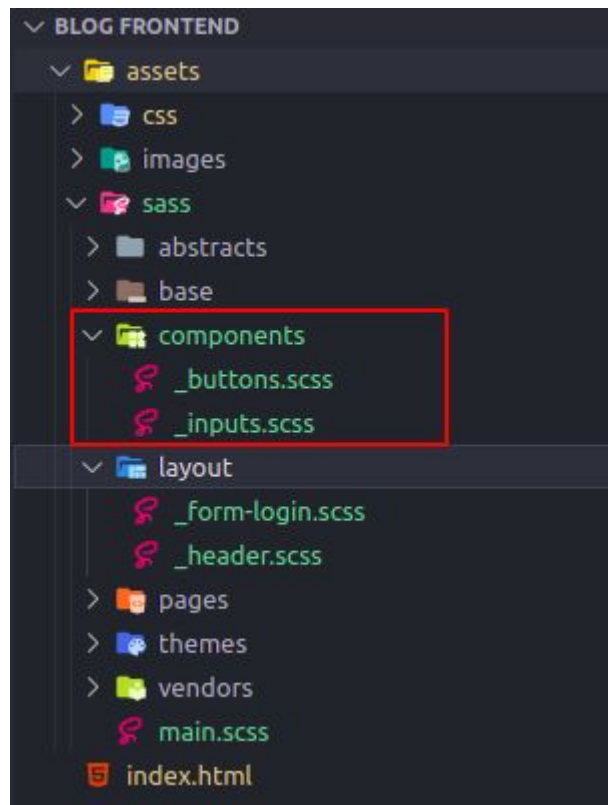 BLOG FRONTEND
assets
css
images
sass
abstracts
base
components
_buttons.scss
_inputs.scss
layout
_form-login.scss
_header.scss
pages
themes
vendors
main.scss
index.html